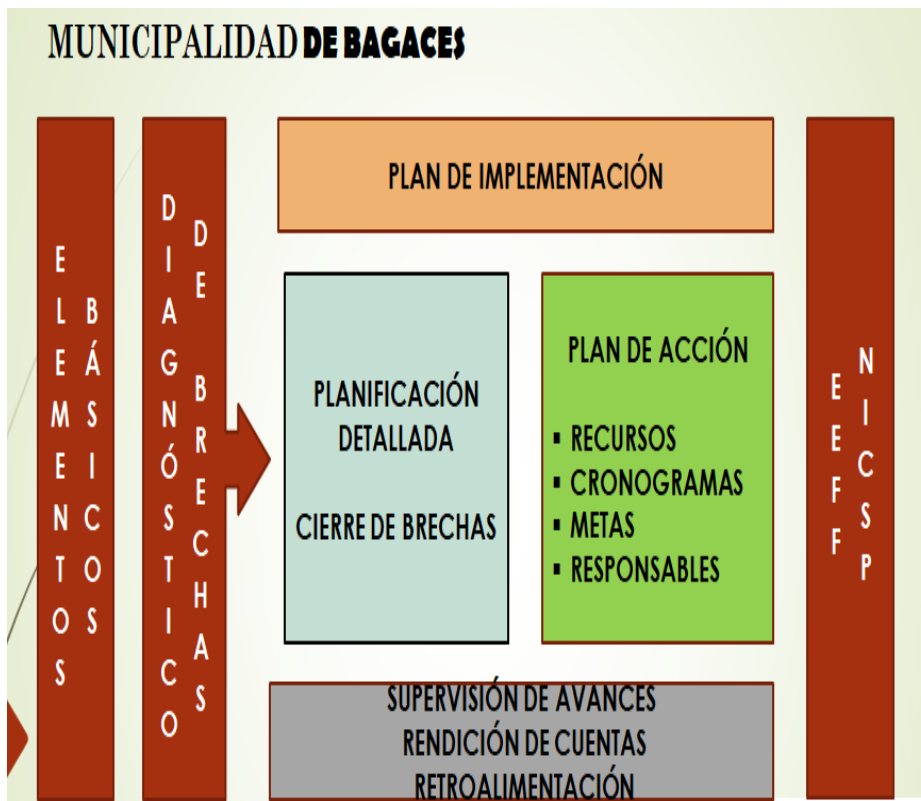 MUNICIPALIDAD DE BAGACES
ELEMENTOS
BÁSICOS
DIAGNÓSTICO
DE BRECHAS
PLAN DE IMPLEMENTACIÓN
PLANIFICACIÓN
DETALLADA
CIERRE DE BRECHAS
PLAN DE ACCIÓN
▪ RECURSOS
▪ CRONOGRAMAS
▪ METAS
▪ RESPONSABLES
SUPERVISIÓN DE AVANCES
RENDICIÓN DE CUENTAS
RETROALIMENTACIÓN
EEFF
NICSP